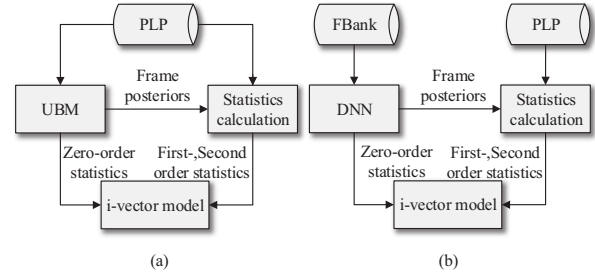 PLP
UBM
Frame
posteriors
Statistics
calculation
Zero-order
statistics
First-,Second
order statistics
i-vector model
(a)
FBank
PLP
DNN
Frame
posteriors
Statistics
calculation
Zero-order
statistics
First-,Second
order statistics
i-vector model
(b)